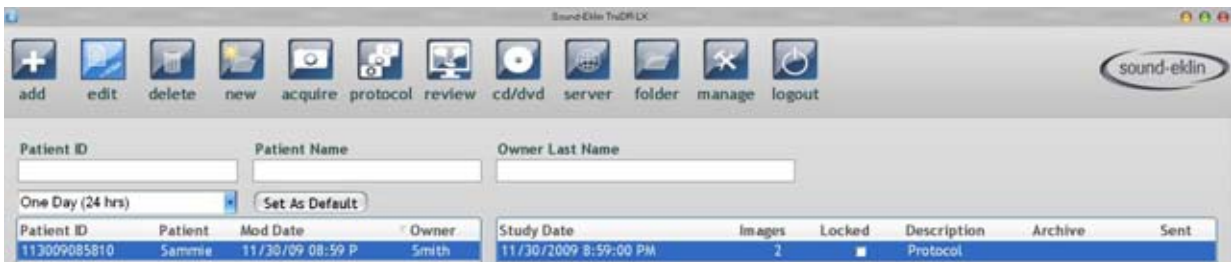 Sound-Eklin TruDR LX
add edit delete new acquire protocol review cd/dvd server folder manage logout
sound-eklin
Patient ID Patient Name Owner Last Name
One Day (24 hrs) Set As Default
Patient ID Patient Mod Date Owner Study Date Images Locked Description Archive Sent
113009085810 Sammie 11/30/09 08:59 P Smith 11/30/2009 8:59:00 PM 2 Protocol